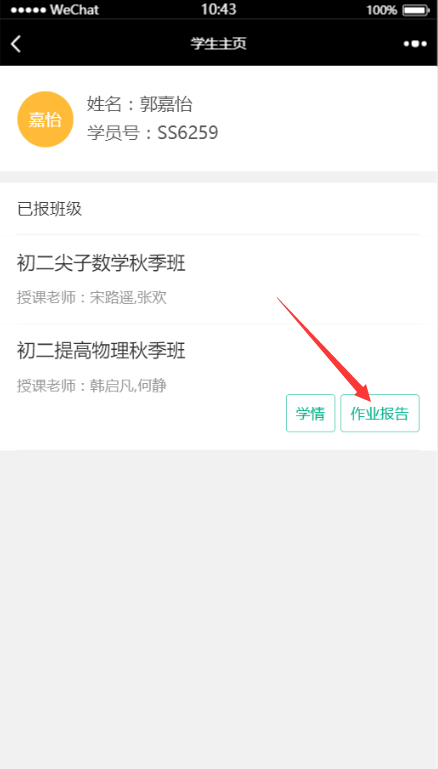 ●●●●● WeChat 10:43 100%
学生主页
嘉怡
姓名：郭嘉怡
学员号：SS6259
已报班级
初二尖子数学秋季班
授课老师：宋路遥,张欢
初二提高物理秋季班
授课老师：韩启凡,何静
学情 作业报告